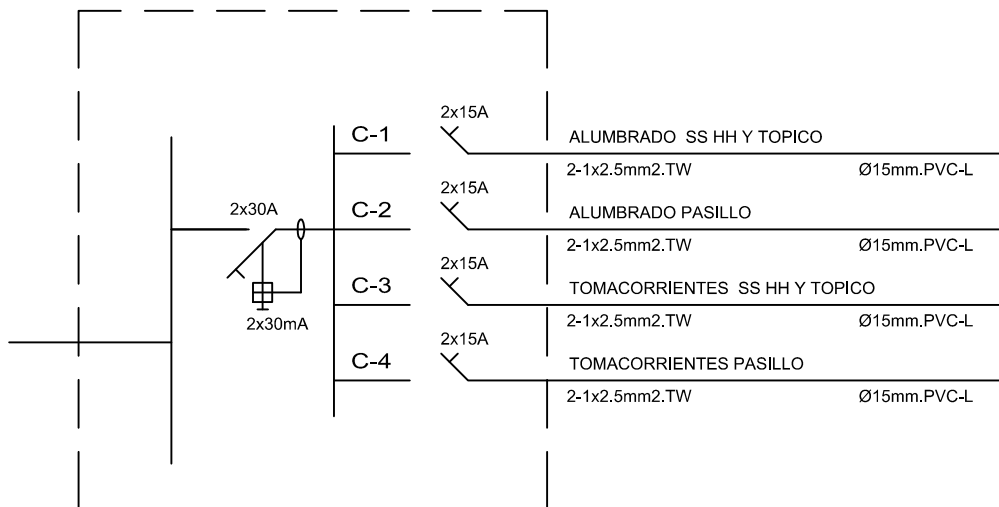 2x15A
C-1
ALUMBRADO SS HH Y TOPICO
2-1x2.5mm2.TW Ø15mm.PVC-L
2x30A
2x15A
C-2
ALUMBRADO PASILLO
2-1x2.5mm2.TW Ø15mm.PVC-L
2x15A
C-3
TOMACORRIENTES SS HH Y TOPICO
2-1x2.5mm2.TW Ø15mm.PVC-L
2x30mA
2x15A
C-4
TOMACORRIENTES PASILLO
2-1x2.5mm2.TW Ø15mm.PVC-L